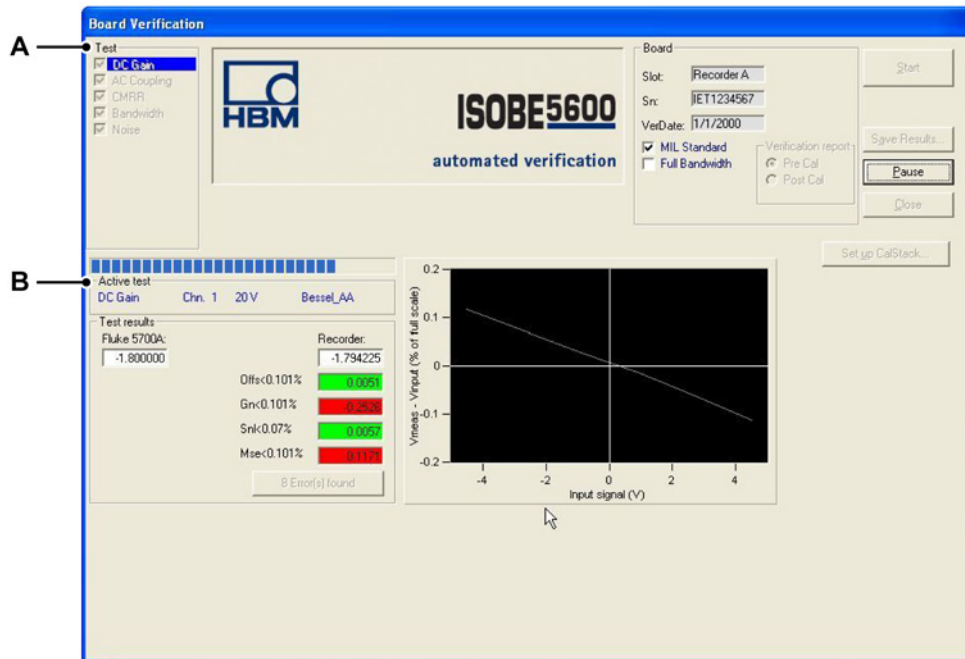 Board Verification
A
Test
DC Gain
AC Coupling
CMRR
Bandwidth
Noise
HBM
ISOBE5600
automated verification
Board
Slot: Recorder A
Sn: IET1234567
VerDate: 1/1/2000
MIL Standard
Full Bandwidth
Verification report
Pre Cal
Post Cal
Start
Save Results...
Pause
Close
Set up CalStack...
B
Active test
DC Gain Chn. 1 20 V Bessel_AA
Test results
Fluke 5700A:
-1.800000
Recorder:
-1.794225
Offs<0.101% 0.0051
Gn<0.101% -0.2526
Snl<0.07% 0.0057
Mse<0.101% 0.1171
8 Error(s) found
Vmeas - Vinput (% of full scale)
0.2
0.1
0
-0.1
-0.2
-4 -2 0 2 4
Input signal (V)